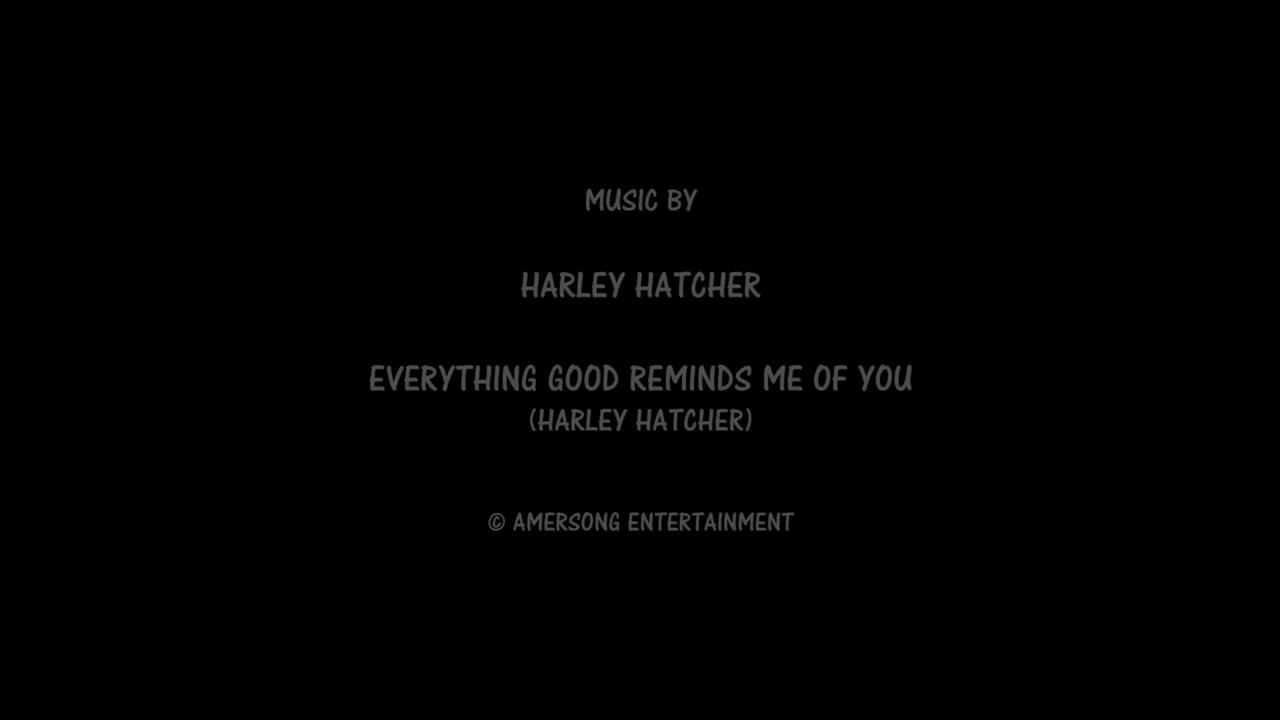 MUSIC BY
HARLEY HATCHER
EVERYTHING GOOD REMINDS ME OF YOU
(HARLEY HATCHER)
© AMERSONG ENTERTAINMENT